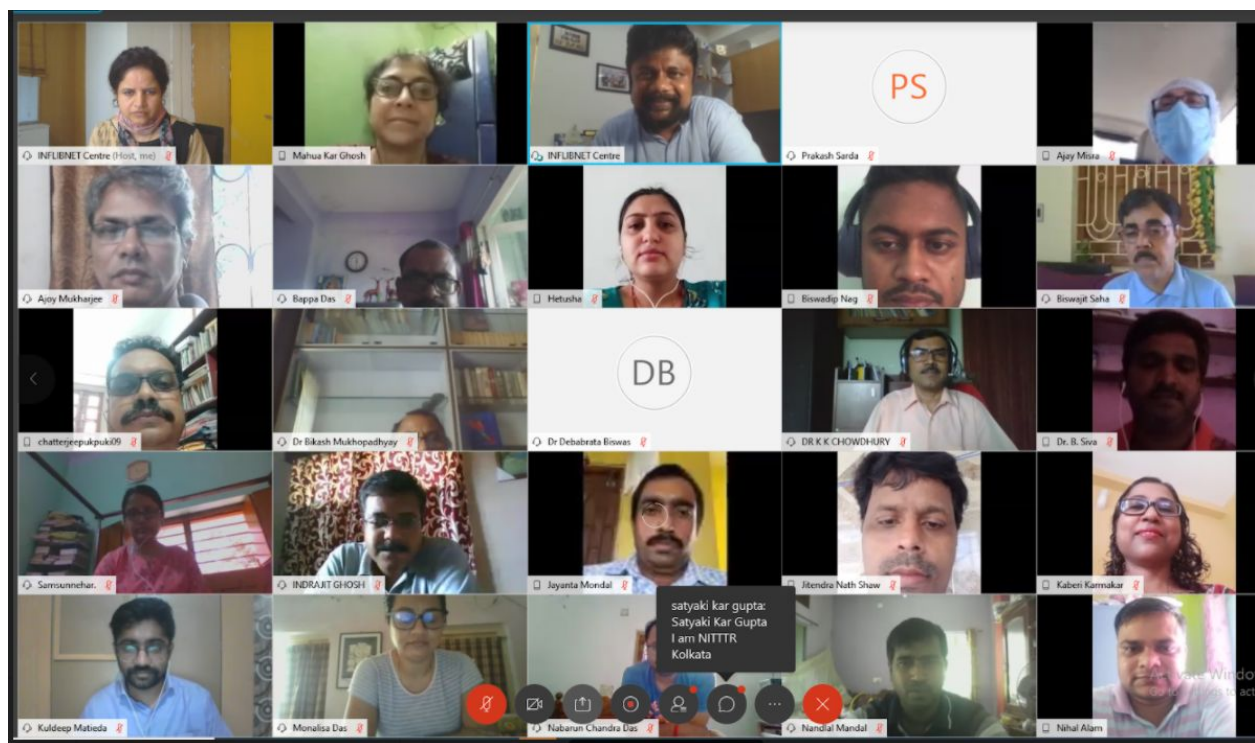 INFLIBNET Centre (Host, me)
Mahua Kar Ghosh
INFLIBNET Centre
PS
Prakash Sarda
Ajay Misra
Ajoy Mukharjee
Bappa Das
Hetusha
Biswadip Nag
Biswajit Saha
chatterjeepukpuki09
Dr Bikash Mukhopadhyay
DB
Dr Debabrata Biswas
DR K K CHOWDHURY
Dr. B. Siva
Samsunnehar.
INDRAJIT GHOSH
Jayanta Mondal
Jitendra Nath Shaw
Kaberi Karmakar
satyaki kar gupta:
Satyaki Kar Gupta
I am NITTTR
Kolkata
Kuldeep Matieda
Monalisa Das
Nabarun Chandra Das
Nandlal Mandal
Nihal Alam